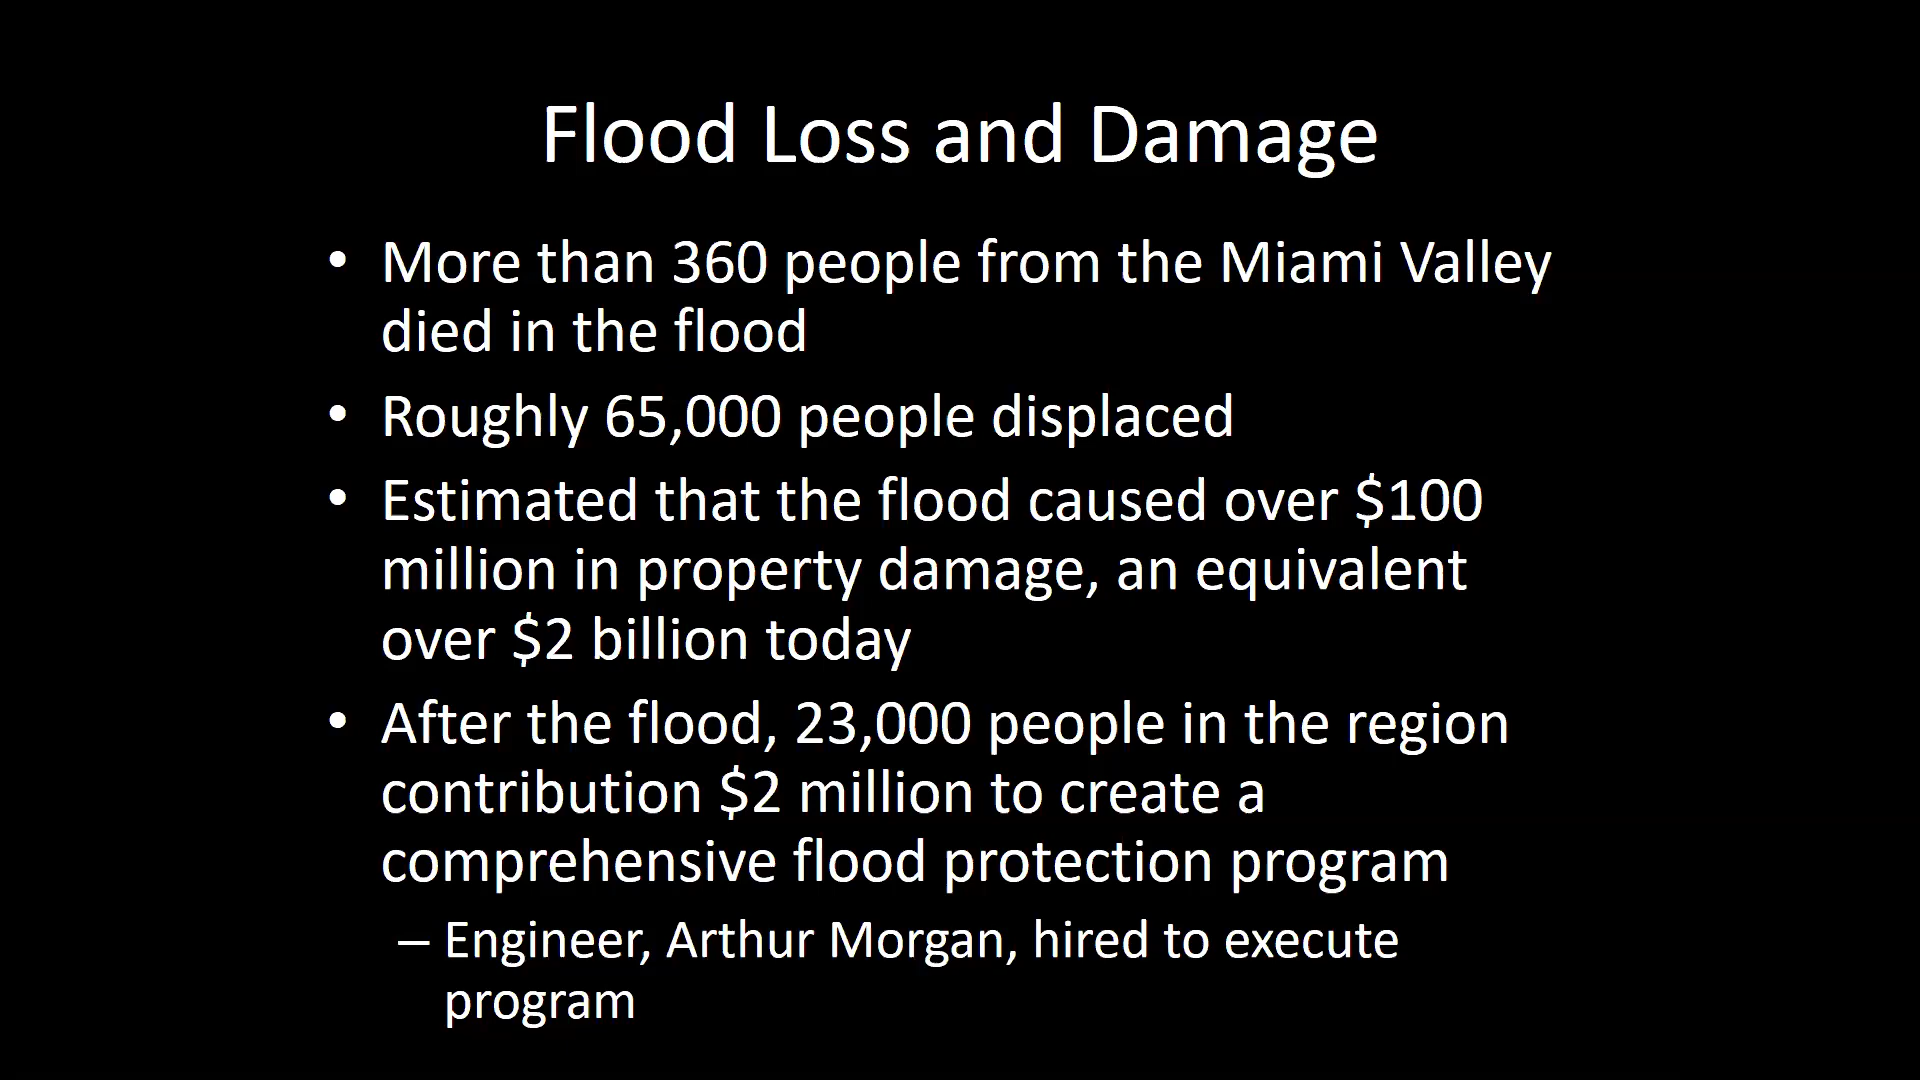 Flood Loss and Damage
• More than 360 people from the Miami Valley
died in the flood
• Roughly 65,000 people displaced
• Estimated that the flood caused over $100
million in property damage, an equivalent
over $2 billion today
• After the flood, 23,000 people in the region
contribution $2 million to create a
comprehensive flood protection program
– Engineer, Arthur Morgan, hired to execute
program